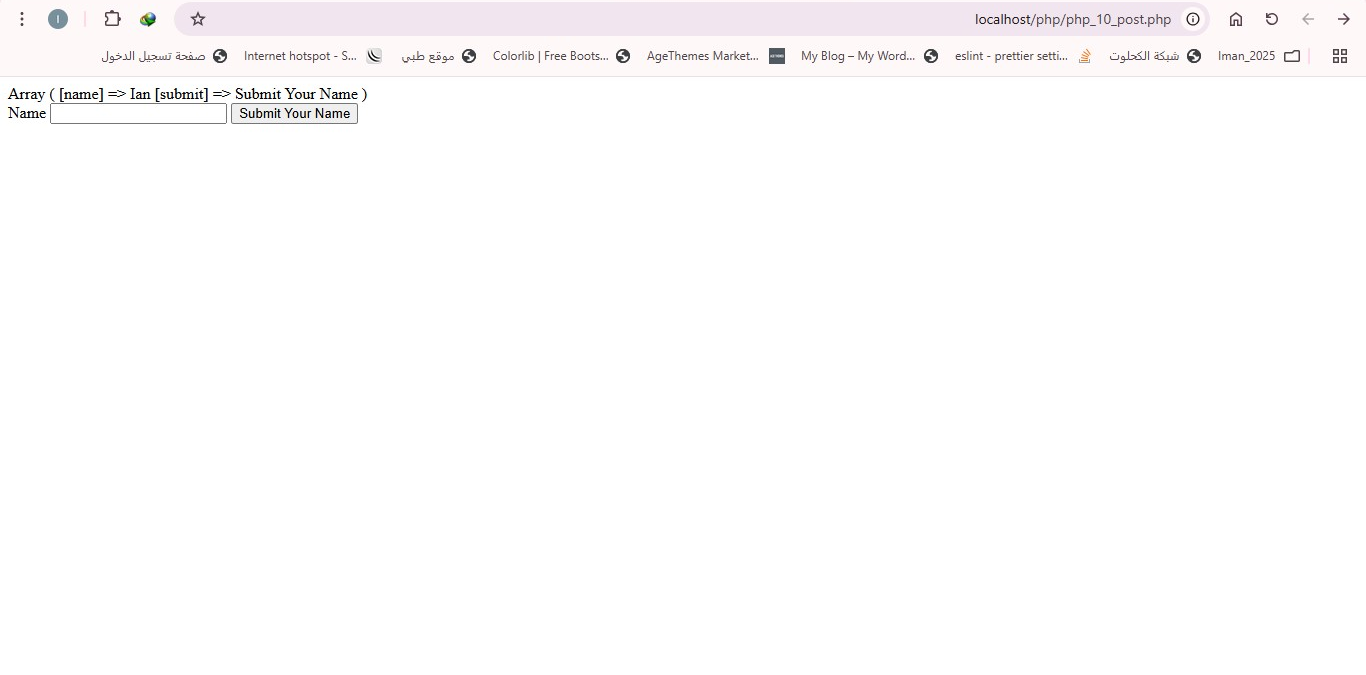 I
localhost/php/php_10_post.php
صفحة تسجيل الدخول
Internet hotspot - S...
موقع طبي
Colorlib | Free Boots...
AgeThemes Market...
My Blog – My Word...
eslint - prettier setti...
شبكة الكحلوت
Iman_2025
Array ( [name] => Ian [submit] => Submit Your Name )
Name Submit Your Name